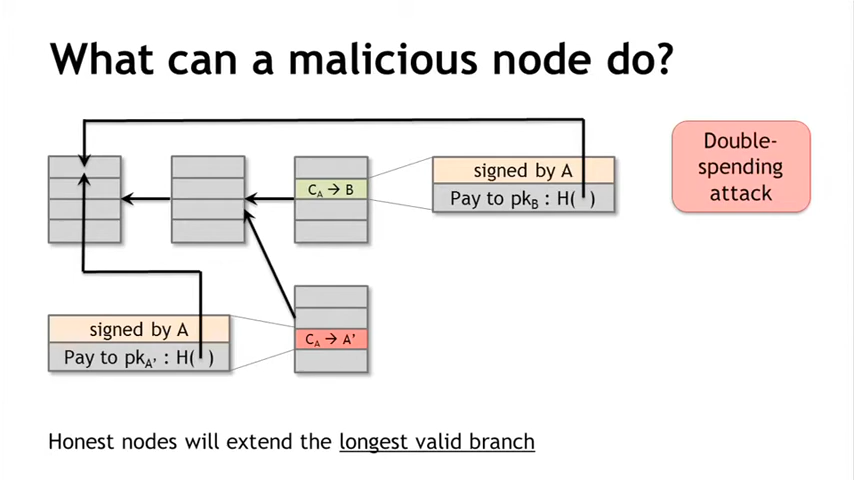 What can a malicious node do?
Double-
spending
attack
signed by A
C_A → B
Pay to pk_B : H( )
signed by A
C_A → A'
Pay to pk_A' : H( )
Honest nodes will extend the longest valid branch